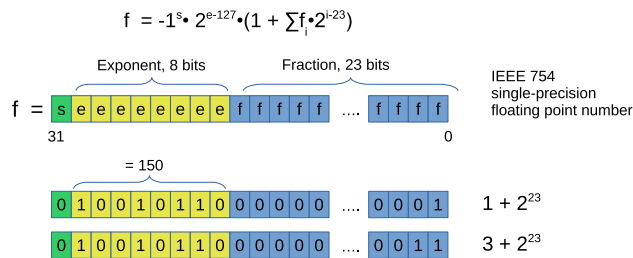 f = -1ˢ• 2ᵉ⁻¹²⁷•(1 + ∑fᵢ•2ⁱ⁻²³)
Exponent, 8 bits
Fraction, 23 bits
IEEE 754
single-precision
floating point number
f = s e e e e e e e e f f f f f .... f f f f
31 0
= 150
0 1 0 0 1 0 1 1 0 0 0 0 0 0 .... 0 0 0 1 1 + 2²³
0 1 0 0 1 0 1 1 0 0 0 0 0 0 .... 0 0 1 1 3 + 2²³